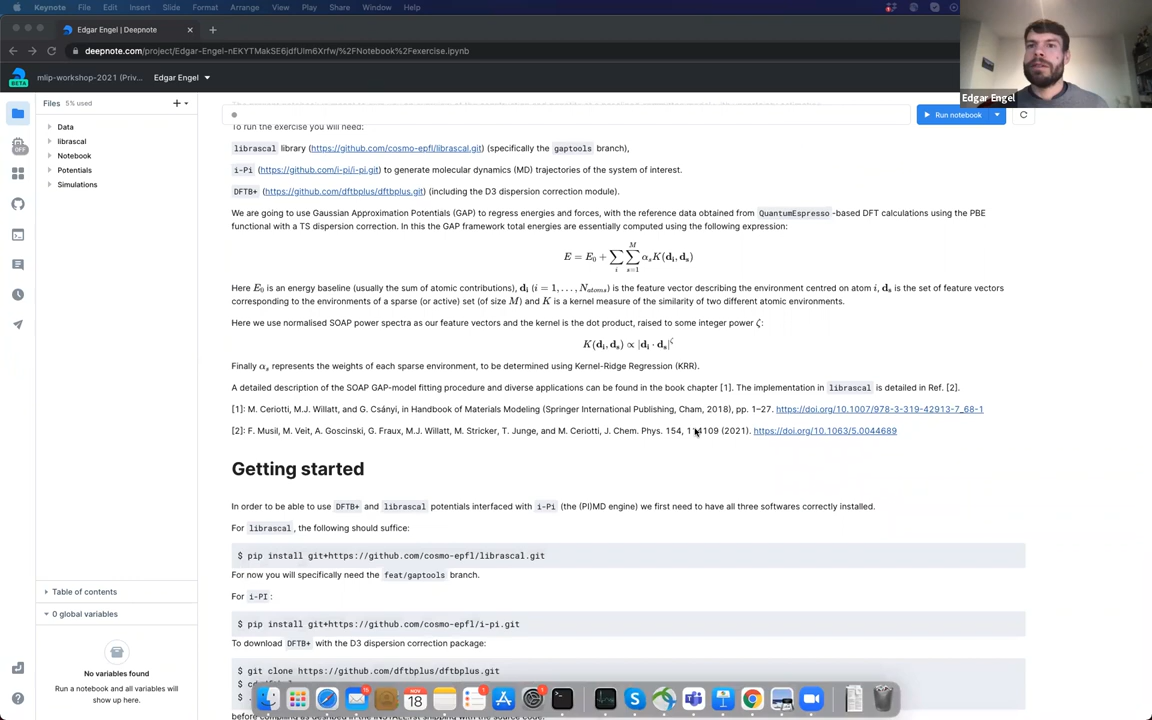 Keynote File Edit Insert Slide Format Arrange View Play Share Window Help
Edgar Engel | Deepnote
deepnote.com/project/Edgar-Engel-nEKYTMakSE6jdfUlm6Xrfw/%2FNotebook%2Fexercise.ipynb
BETA
mlip-workshop-2021 (Priv... Edgar Engel
Edgar Engel
Files 5% used
Data
librascal
Notebook
Potentials
Simulations
OFF
Run notebook
To run the exercise you will need:
librascal library (https://github.com/cosmo-epfl/librascal.git) (specifically the gaptools branch),
i-Pi (https://github.com/i-pi/i-pi.git) to generate molecular dynamics (MD) trajectories of the system of interest.
DFTB+ (https://github.com/dftbplus/dftbplus.git) (including the D3 dispersion correction module).
We are going to use Gaussian Approximation Potentials (GAP) to regress energies and forces, with the reference data obtained from QuantumEspresso -based DFT calculations using the PBE
functional with a TS dispersion correction. In this the GAP framework total energies are essentially computed using the following expression:
E = E₀ + ∑ᵢ ∑ₛ₌₁ᴹ αₛK(dᵢ, dₛ)
Here E₀ is an energy baseline (usually the sum of atomic contributions), dᵢ (i = 1, . . . , Nₐₜₒₘₛ) is the feature vector describing the environment centred on atom i, dₛ is the set of feature vectors
corresponding to the environments of a sparse (or active) set (of size M) and K is a kernel measure of the similarity of two different atomic environments.
Here we use normalised SOAP power spectra as our feature vectors and the kernel is the dot product, raised to some integer power ζ:
K(dᵢ, dₛ) ∝ |dᵢ · dₛ|^ζ
Finally αₛ represents the weights of each sparse environment, to be determined using Kernel-Ridge Regression (KRR).
A detailed description of the SOAP GAP-model fitting procedure and diverse applications can be found in the book chapter [1]. The implementation in librascal is detailed in Ref. [2].
[1]: M. Ceriotti, M.J. Willatt, and G. Csányi, in Handbook of Materials Modeling (Springer International Publishing, Cham, 2018), pp. 1–27. https://doi.org/10.1007/978-3-319-42913-7_68-1
[2]: F. Musil, M. Veit, A. Goscinski, G. Fraux, M.J. Willatt, M. Stricker, T. Junge, and M. Ceriotti, J. Chem. Phys. 154, 114109 (2021). https://doi.org/10.1063/5.0044689
Getting started
In order to be able to use DFTB+ and librascal potentials interfaced with i-Pi (the (PI)MD engine) we first need to have all three softwares correctly installed.
For librascal , the following should suffice:
$ pip install git+https://github.com/cosmo-epfl/librascal.git
For now you will specifically need the feat/gaptools branch.
For i-PI :
$ pip install git+https://github.com/cosmo-epfl/i-pi.git
To download DFTB+ with the D3 dispersion correction package:
$ git clone https://github.com/dftbplus/dftbplus.git
Table of contents
0 global variables
No variables found
Run a notebook and all variables will
show up here.
NOV
18